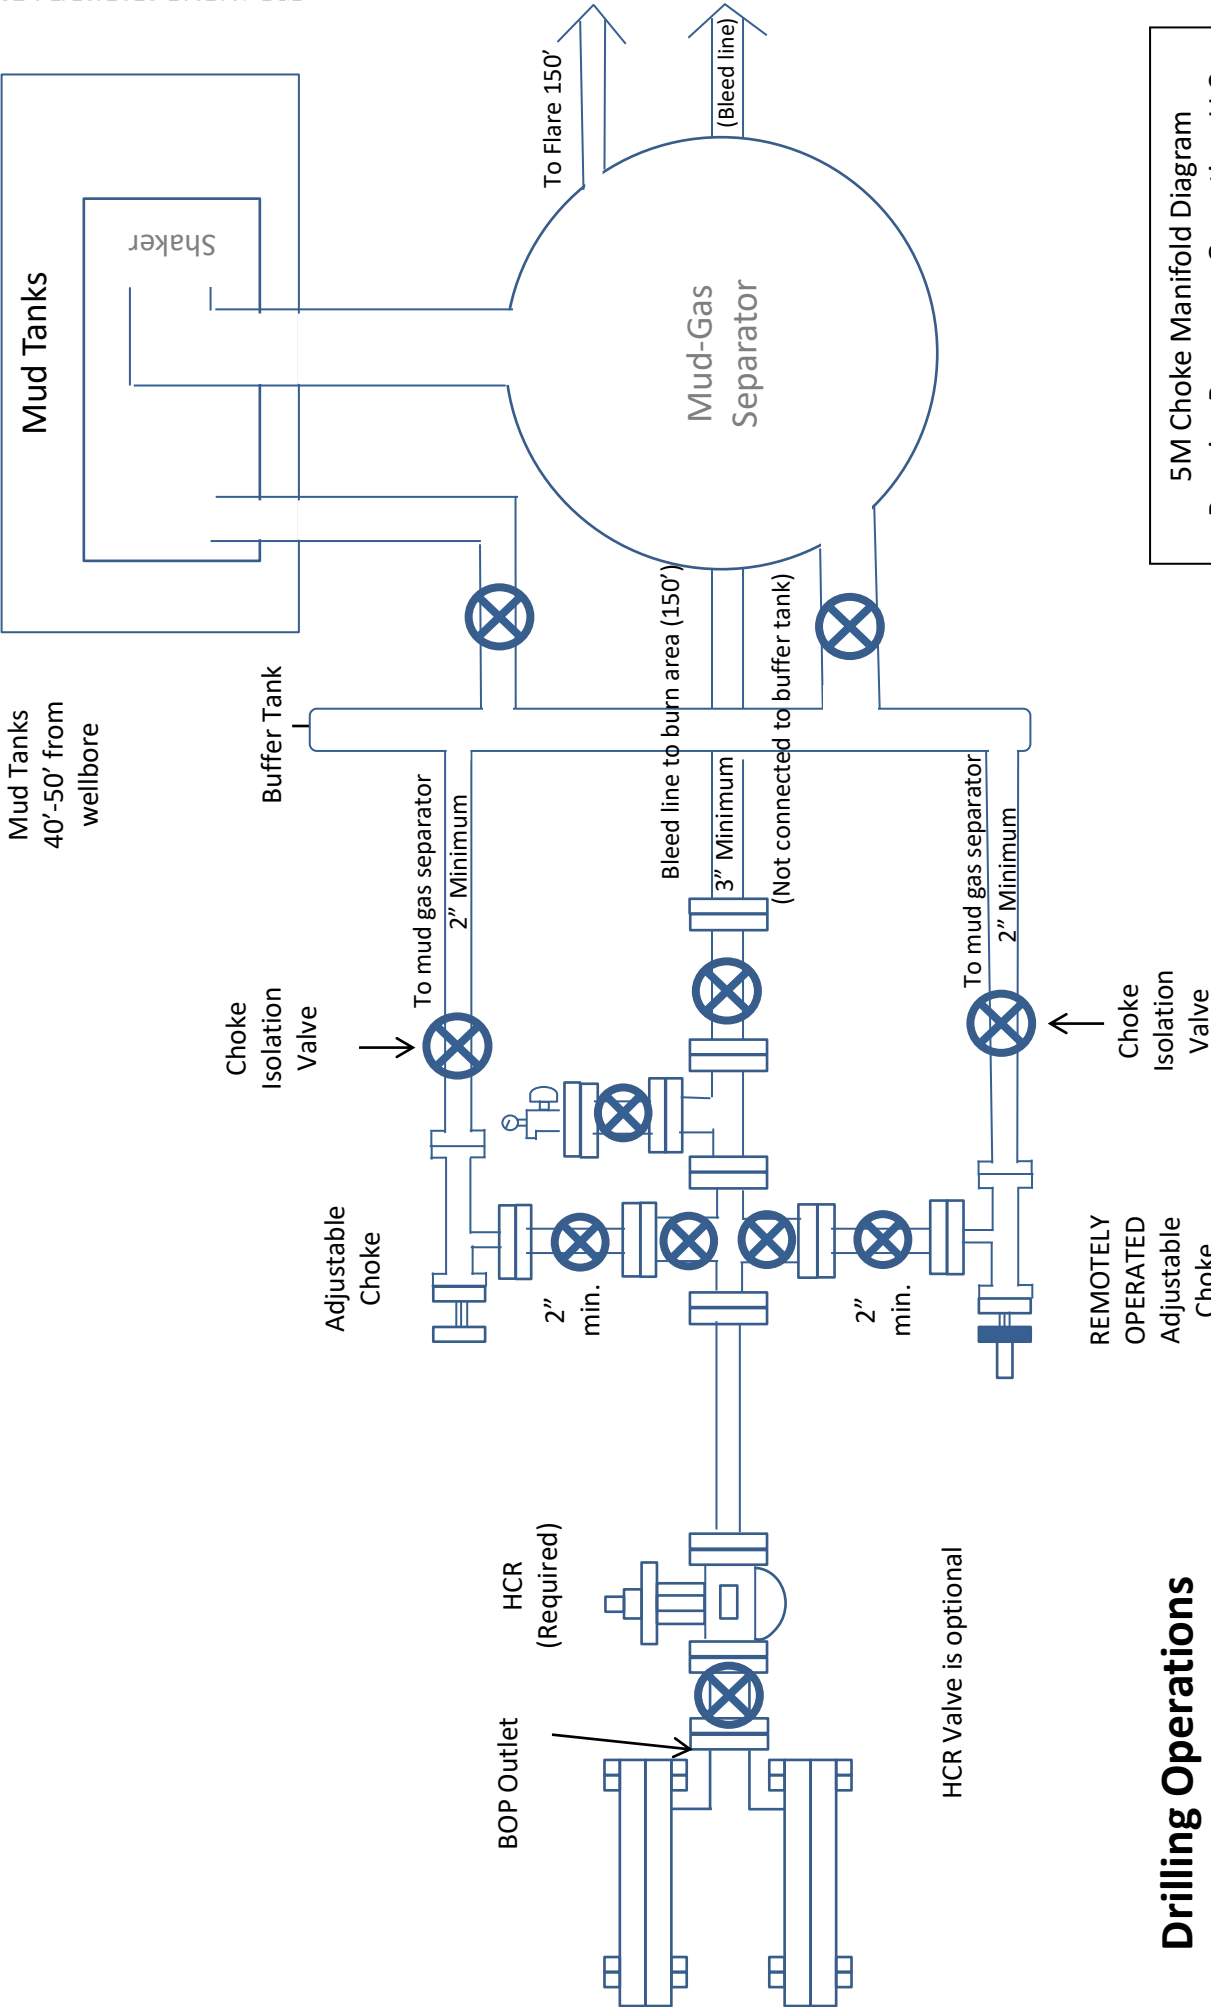 Mud Tanks
Shaker
To Flare 150’
(Bleed line)
Mud-Gas
Separator
Mud Tanks
40’-50’ from
wellbore
Buffer Tank
To mud gas separator
2” Minimum
Bleed line to burn area (150’)
3” Minimum
(Not connected to buffer tank)
To mud gas separator
2” Minimum
Choke
Isolation
Valve
Choke
Isolation
Valve
Adjustable
Choke
2”
min.
2”
min.
REMOTELY
OPERATED
Adjustable
Choke
HCR
(Required)
BOP Outlet
HCR Valve is optional
Drilling Operations
5M Choke Manifold Diagram